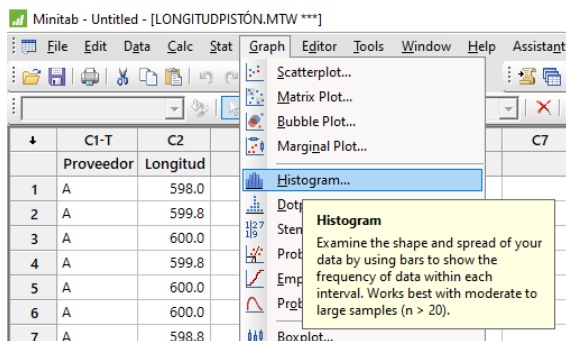 Minitab - Untitled - [LONGITUDPISTÓN.MTW ***]
File Edit Data Calc Stat Graph Editor Tools Window Help Assistant
Scatterplot...
Matrix Plot...
Bubble Plot...
Marginal Plot...
Histogram...
Histogram
Examine the shape and spread of your
data by using bars to show the
frequency of data within each
interval. Works best with moderate to
large samples (n > 20).
Boxplot...
C1-T C2 C7
Proveedor Longitud
1 A 598.0
2 A 599.8
3 A 600.0
4 A 599.8
5 A 600.0
6 A 600.0
7 A 598.8